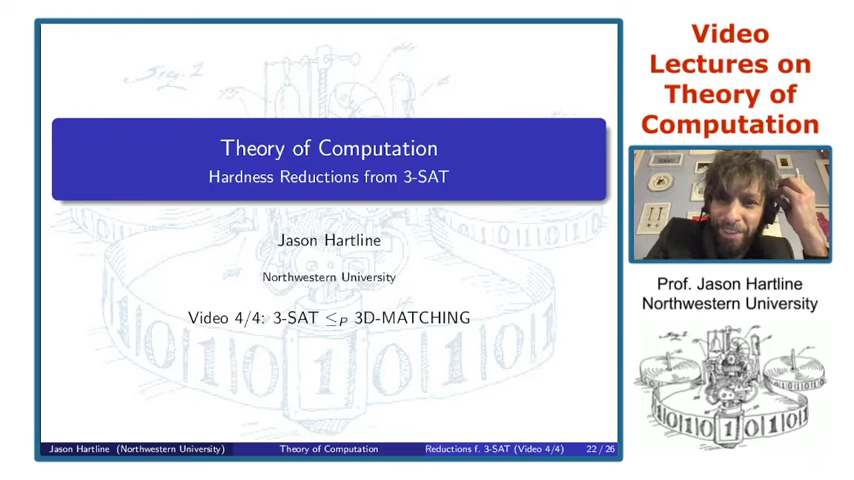 Fig. 1
Theory of Computation
Hardness Reductions from 3-SAT
Jason Hartline
Northwestern University
Video 4/4: 3-SAT ≤P 3D-MATCHING
Jason Hartline (Northwestern University)
Theory of Computation
Reductions f. 3-SAT (Video 4/4)
22 / 26
Video
Lectures on
Theory of
Computation
Prof. Jason Hartline
Northwestern University